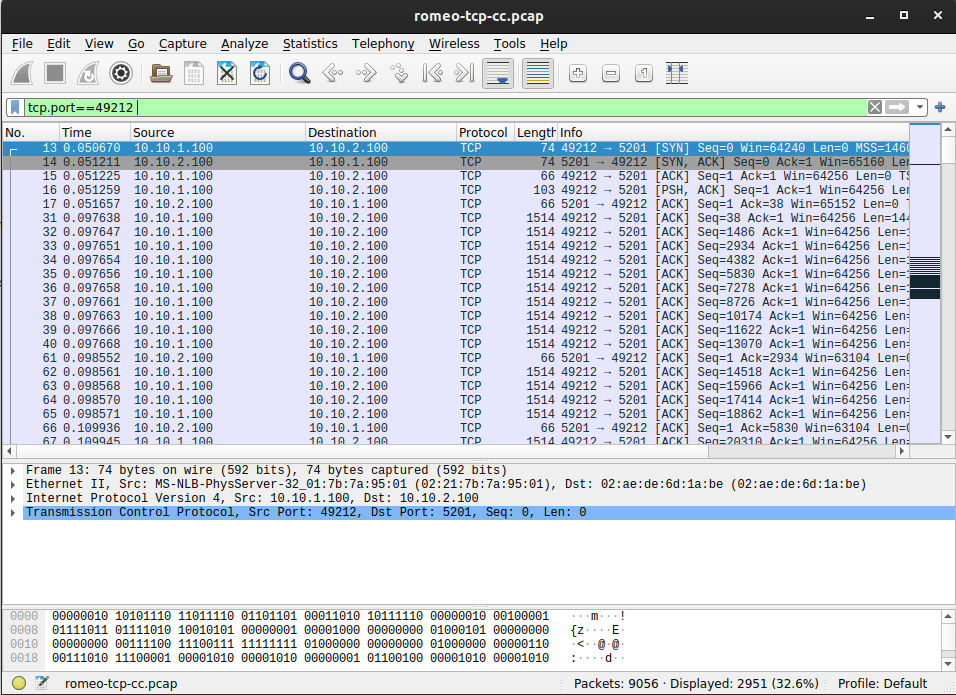 romeo-tcp-cc.pcap
File Edit View Go Capture Analyze Statistics Telephony Wireless Tools Help
tcp.port==49212
No. Time Source Destination Protocol Length Info
13 0.050670 10.10.1.100 10.10.2.100 TCP 74 49212 → 5201 [SYN] Seq=0 Win=64240 Len=0 MSS=1460
14 0.051211 10.10.2.100 10.10.1.100 TCP 74 5201 → 49212 [SYN, ACK] Seq=0 Ack=1 Win=65160 Le
15 0.051225 10.10.1.100 10.10.2.100 TCP 66 49212 → 5201 [ACK] Seq=1 Ack=1 Win=64256 Len=0 TS
16 0.051259 10.10.1.100 10.10.2.100 TCP 103 49212 → 5201 [PSH, ACK] Seq=1 Ack=1 Win=64256 Le
17 0.051657 10.10.2.100 10.10.1.100 TCP 66 5201 → 49212 [ACK] Seq=1 Ack=38 Win=65152 Len=0 T
31 0.097638 10.10.1.100 10.10.2.100 TCP 1514 49212 → 5201 [ACK] Seq=38 Ack=1 Win=64256 Len=144
32 0.097647 10.10.1.100 10.10.2.100 TCP 1514 49212 → 5201 [ACK] Seq=1486 Ack=1 Win=64256 Len=1
33 0.097651 10.10.1.100 10.10.2.100 TCP 1514 49212 → 5201 [ACK] Seq=2934 Ack=1 Win=64256 Len=1
34 0.097654 10.10.1.100 10.10.2.100 TCP 1514 49212 → 5201 [ACK] Seq=4382 Ack=1 Win=64256 Len=1
35 0.097656 10.10.1.100 10.10.2.100 TCP 1514 49212 → 5201 [ACK] Seq=5830 Ack=1 Win=64256 Len=1
36 0.097658 10.10.1.100 10.10.2.100 TCP 1514 49212 → 5201 [ACK] Seq=7278 Ack=1 Win=64256 Len=1
37 0.097661 10.10.1.100 10.10.2.100 TCP 1514 49212 → 5201 [ACK] Seq=8726 Ack=1 Win=64256 Len=1
38 0.097663 10.10.1.100 10.10.2.100 TCP 1514 49212 → 5201 [ACK] Seq=10174 Ack=1 Win=64256 Len=
39 0.097666 10.10.1.100 10.10.2.100 TCP 1514 49212 → 5201 [ACK] Seq=11622 Ack=1 Win=64256 Len=
40 0.097668 10.10.1.100 10.10.2.100 TCP 1514 49212 → 5201 [ACK] Seq=13070 Ack=1 Win=64256 Len=
61 0.098552 10.10.2.100 10.10.1.100 TCP 66 5201 → 49212 [ACK] Seq=1 Ack=2934 Win=63104 Len=0
62 0.098561 10.10.1.100 10.10.2.100 TCP 1514 49212 → 5201 [ACK] Seq=14518 Ack=1 Win=64256 Len=
63 0.098568 10.10.1.100 10.10.2.100 TCP 1514 49212 → 5201 [ACK] Seq=15966 Ack=1 Win=64256 Len=
64 0.098570 10.10.1.100 10.10.2.100 TCP 1514 49212 → 5201 [ACK] Seq=17414 Ack=1 Win=64256 Len=
65 0.098571 10.10.1.100 10.10.2.100 TCP 1514 49212 → 5201 [ACK] Seq=18862 Ack=1 Win=64256 Len=
66 0.109936 10.10.2.100 10.10.1.100 TCP 66 5201 → 49212 [ACK] Seq=1 Ack=5830 Win=63104 Len=0
67 0.109945 10.10.1.100 10.10.2.100 TCP 1514 49212 → 5201 [ACK] Seq=20310 Ack=1 Win=64256 Len=
Frame 13: 74 bytes on wire (592 bits), 74 bytes captured (592 bits)
Ethernet II, Src: MS-NLB-PhysServer-32_01:7b:7a:95:01 (02:21:7b:7a:95:01), Dst: 02:ae:de:6d:1a:be (02:ae:de:6d:1a:be)
Internet Protocol Version 4, Src: 10.10.1.100, Dst: 10.10.2.100
Transmission Control Protocol, Src Port: 49212, Dst Port: 5201, Seq: 0, Len: 0
0000 00000010 10101110 11011110 01101101 00011010 10111110 00000010 00100001 ···m···!
0008 01111011 01111010 10010101 00000001 00001000 00000000 01000101 00000000 {z····E·
0010 00000000 00111100 11100111 11111111 01000000 00000000 01000000 00000110 ·<··@·@·
0018 00111010 11100001 00001010 00001010 00000001 01100100 00001010 00001010 :····d··
romeo-tcp-cc.pcap Packets: 9056 · Displayed: 2951 (32.6%) Profile: Default